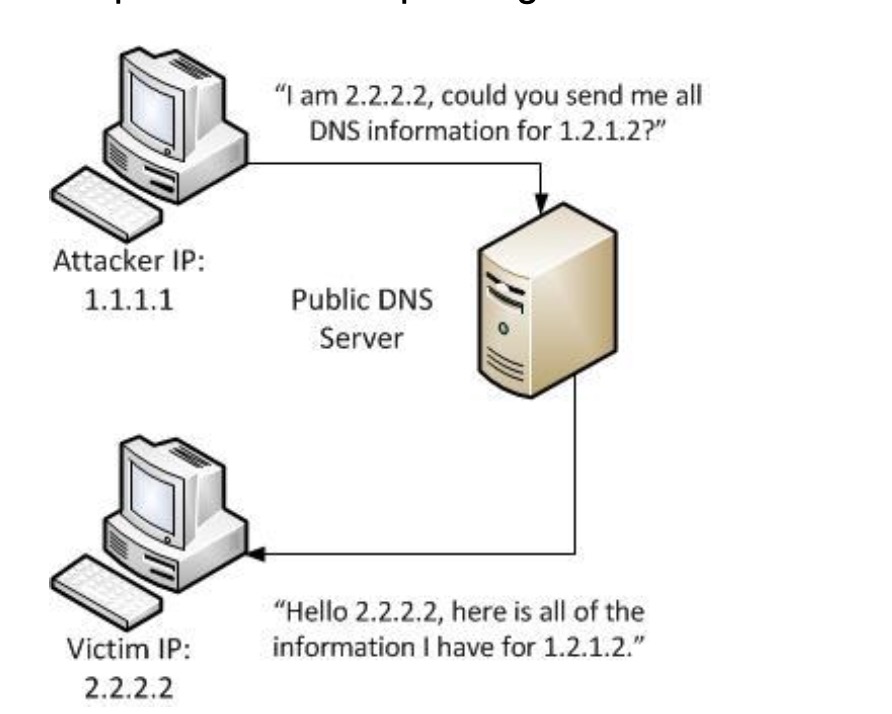 “I am 2.2.2.2, could you send me all
DNS information for 1.2.1.2?”
Attacker IP:
1.1.1.1
Public DNS
Server
Victim IP:
2.2.2.2
“Hello 2.2.2.2, here is all of the
information I have for 1.2.1.2.”